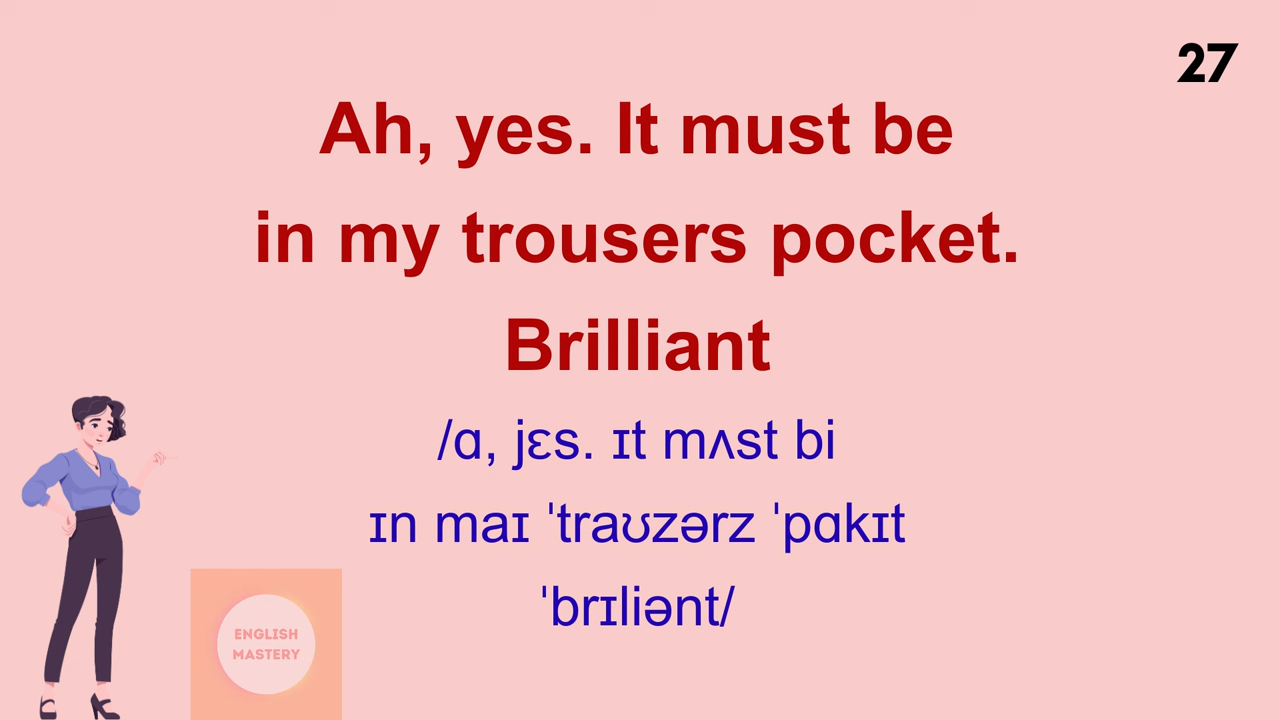 27
Ah, yes. It must be
in my trousers pocket.
Brilliant
/ɑ, jɛs. ɪt mʌst bi
ɪn maɪ ˈtraʊzərz ˈpɑkɪt
ˈbrɪliənt/
ENGLISH
MASTERY